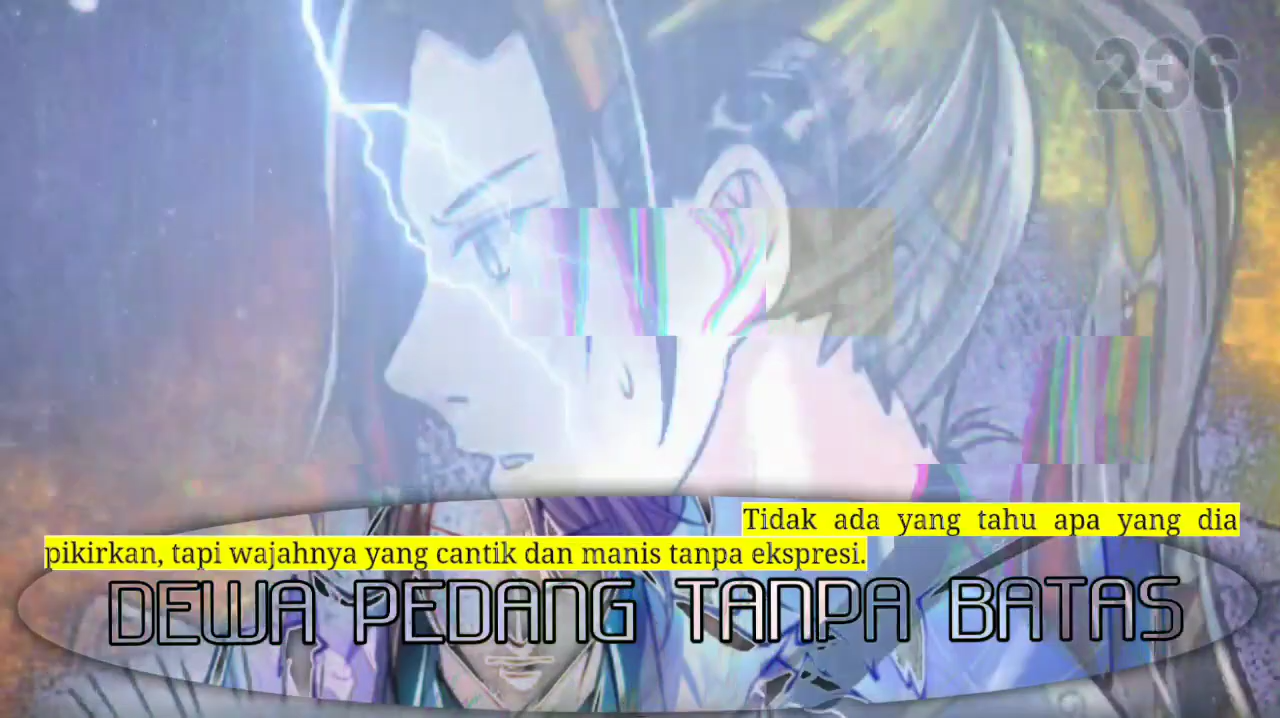 236
Tidak ada yang tahu apa yang dia
pikirkan, tapi wajahnya yang cantik dan manis tanpa ekspresi.
DEWA PEDANG TANPA BATAS